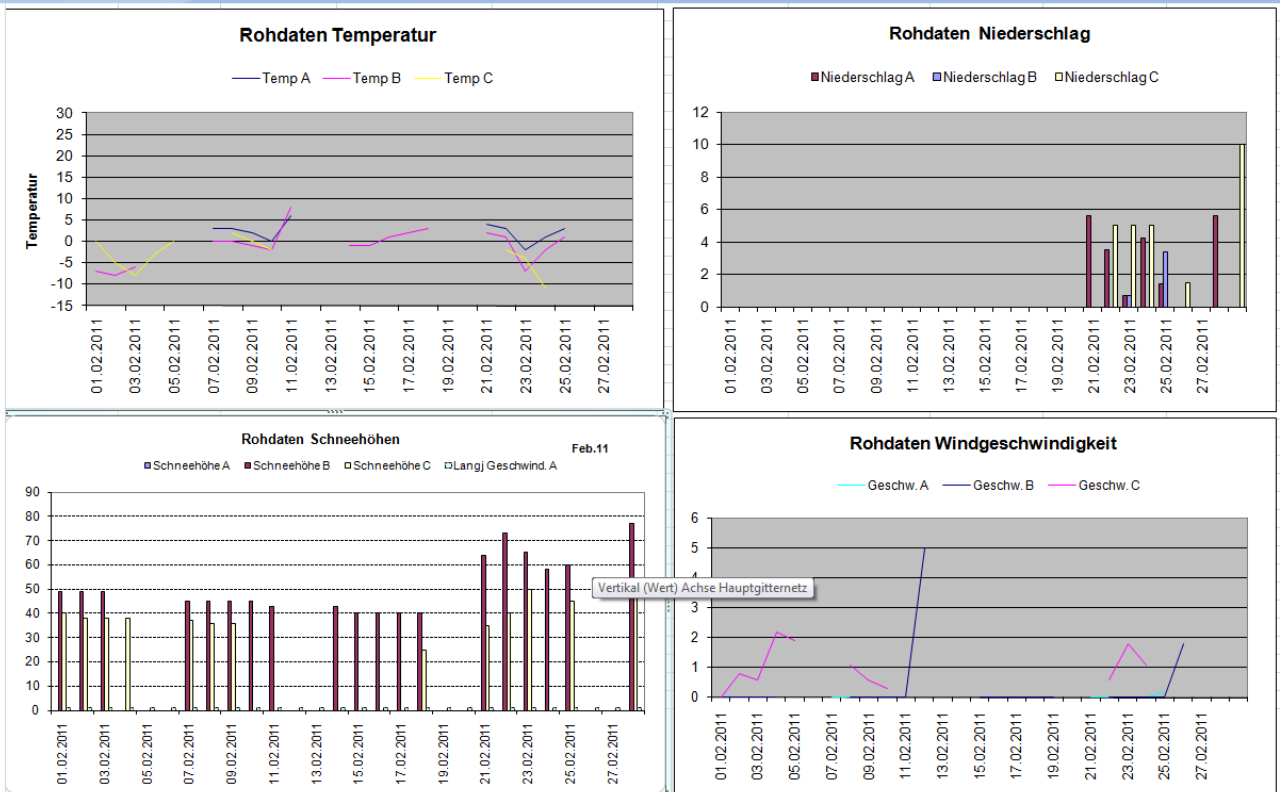 Rohdaten Temperatur
Temp A Temp B Temp C
30
25
20
15
10
5
0
-5
-10
-15
Temperatur
01.02.2011 03.02.2011 05.02.2011 07.02.2011 09.02.2011 11.02.2011 13.02.2011 15.02.2011 17.02.2011 19.02.2011 21.02.2011 23.02.2011 25.02.2011 27.02.2011
Rohdaten Niederschlag
Niederschlag A Niederschlag B Niederschlag C
12
10
8
6
4
2
0
01.02.2011 03.02.2011 05.02.2011 07.02.2011 09.02.2011 11.02.2011 13.02.2011 15.02.2011 17.02.2011 19.02.2011 21.02.2011 23.02.2011 25.02.2011 27.02.2011
Rohdaten Schneehöhen
Feb.11
Schneehöhe A Schneehöhe B Schneehöhe C Langj Geschwind. A
90
80
70
60
50
40
30
20
10
0
01.02.2011 03.02.2011 05.02.2011 07.02.2011 09.02.2011 11.02.2011 13.02.2011 15.02.2011 17.02.2011 19.02.2011 21.02.2011 23.02.2011 25.02.2011 27.02.2011
Vertikal (Wert) Achse Hauptgitternetz
Rohdaten Windgeschwindigkeit
Geschw. A Geschw. B Geschw. C
6
5
4
3
2
1
0
01.02.2011 03.02.2011 05.02.2011 07.02.2011 09.02.2011 11.02.2011 13.02.2011 15.02.2011 17.02.2011 19.02.2011 21.02.2011 23.02.2011 25.02.2011 27.02.2011